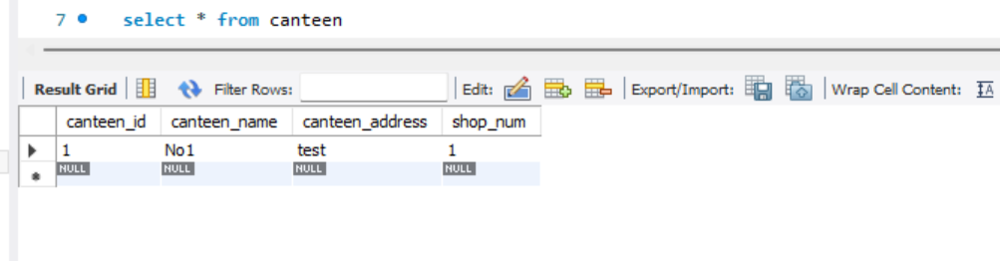 7 select * from canteen
Result Grid Filter Rows: Edit: Export/Import: Wrap Cell Content: IA
canteen_id canteen_name canteen_address shop_num
1 No1 test 1
NULL NULL NULL NULL